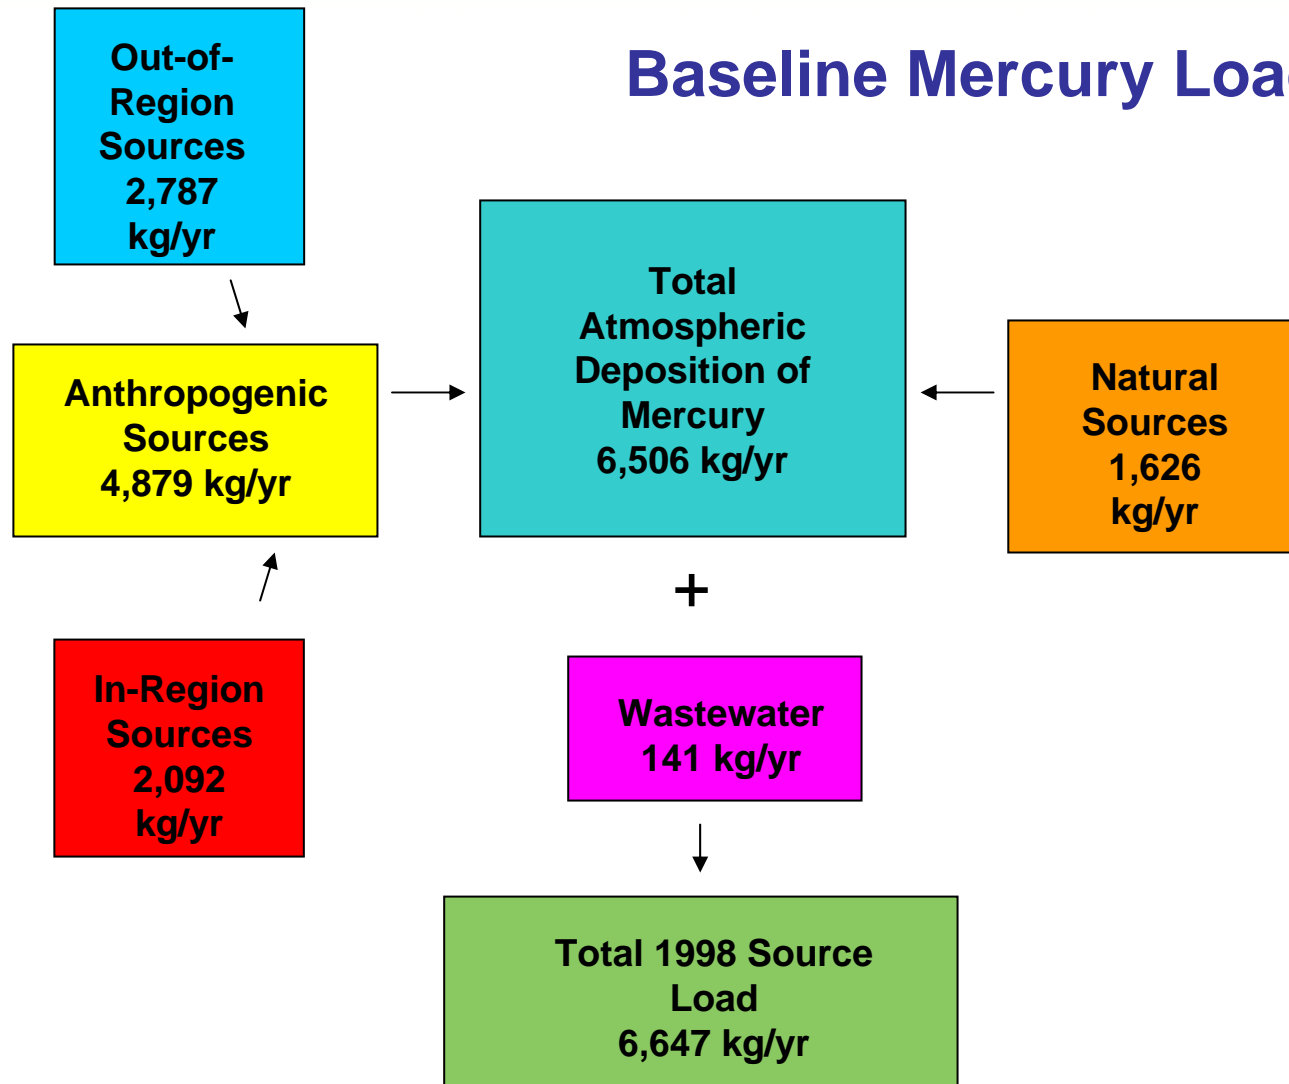 Baseline Mercury Loa
Out-of-
Region
Sources
2,787
kg/yr
Total
Atmospheric
Deposition of
Mercury
6,506 kg/yr
Natural
Sources
1,626
kg/yr
Anthropogenic
Sources
4,879 kg/yr
+
In-Region
Sources
2,092
kg/yr
Wastewater
141 kg/yr
Total 1998 Source
Load
6,647 kg/yr